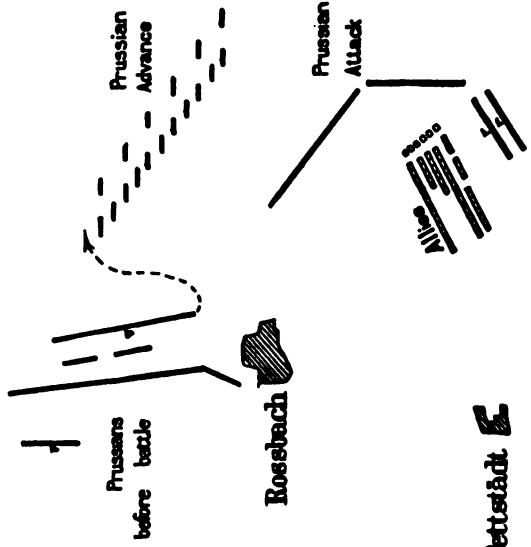 Prussian
Advance
Prussian
Attack
Allies
Prussians
before battle
Rossbach